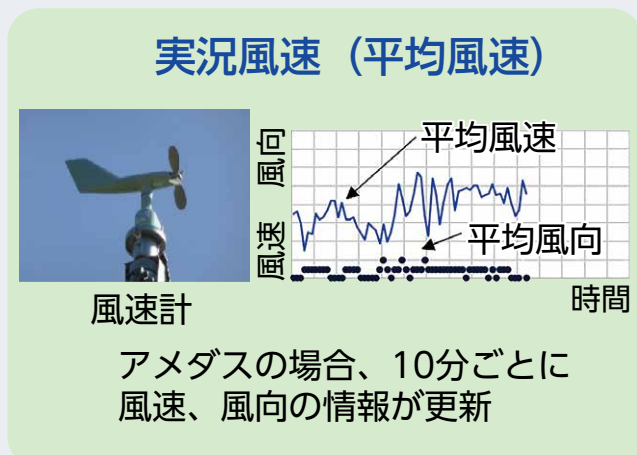 実況風速（平均風速）
風向
風速
平均風速
平均風向
時間
風速計
アメダスの場合、10分ごとに
風速、風向の情報が更新